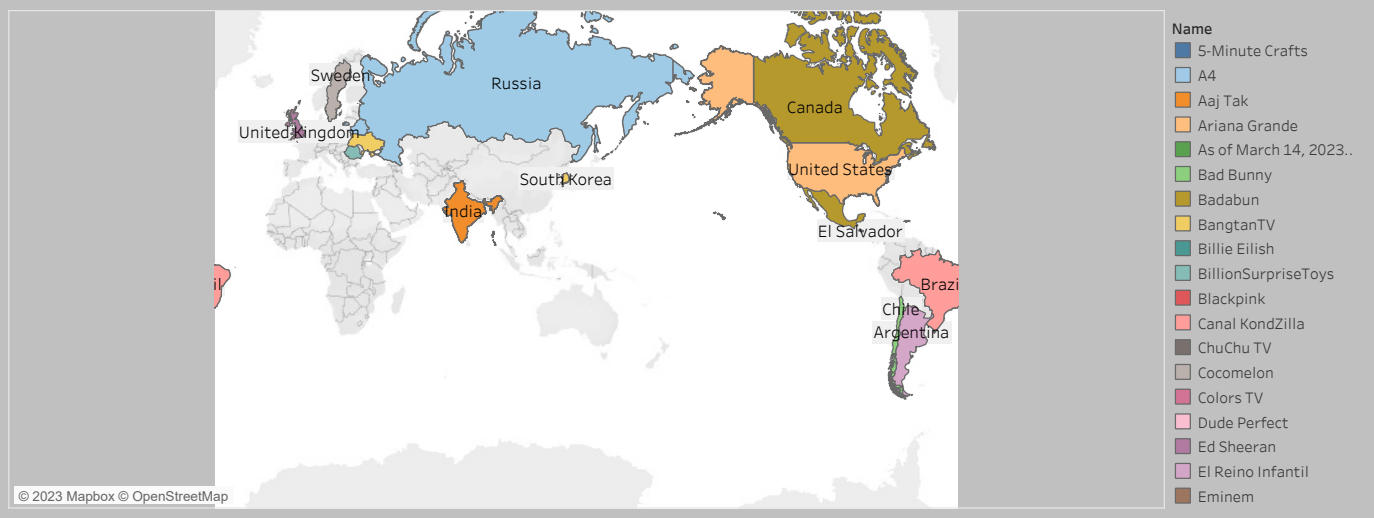 Sweden
Russia
United Kingdom
South Korea
India
Canada
United States
El Salvador
il
Brazi
Chile
Argentina
© 2023 Mapbox © OpenStreetMap
Name
5-Minute Crafts
A4
Aaj Tak
Ariana Grande
As of March 14, 2023..
Bad Bunny
Badabun
BangtanTV
Billie Eilish
BillionSurpriseToys
Blackpink
Canal KondZilla
ChuChu TV
Cocomelon
Colors TV
Dude Perfect
Ed Sheeran
El Reino Infantil
Eminem